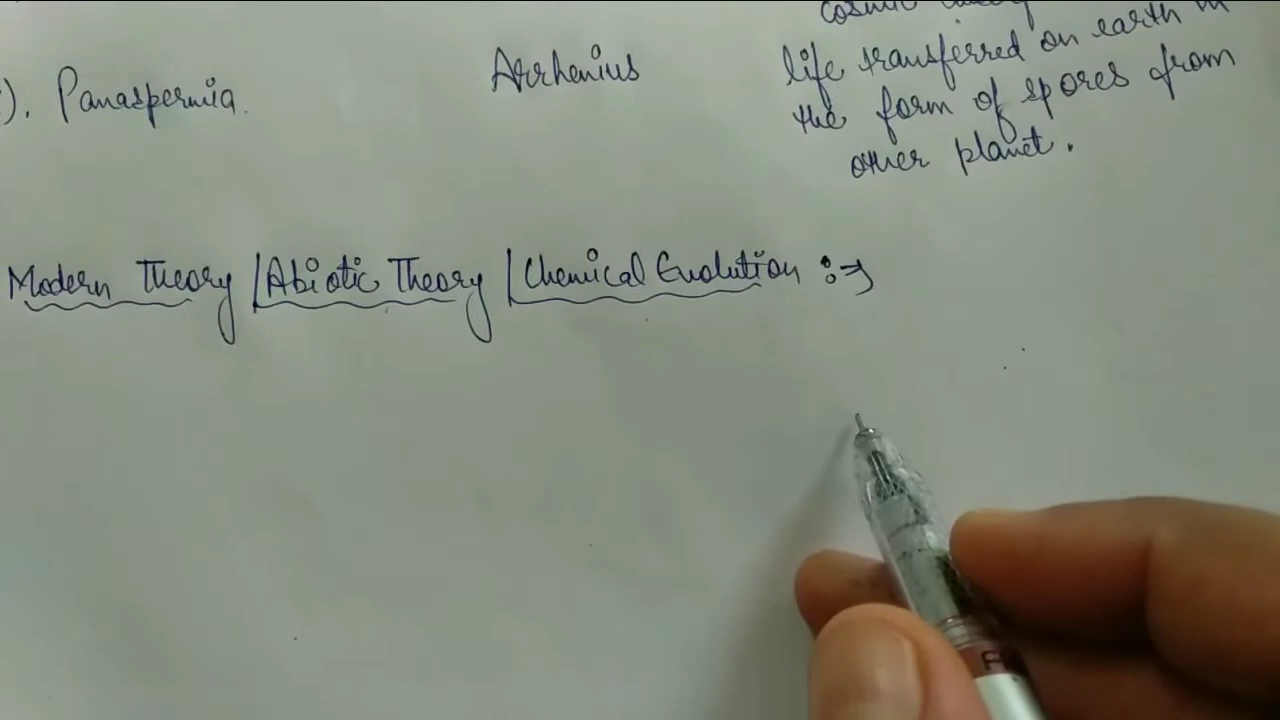 cosmic
life transferred on earth in
). Panaspermia. Arrhenius
the form of spores from
other planet.
Modern Theory / Abiotic Theory / Chemical Evolution :→